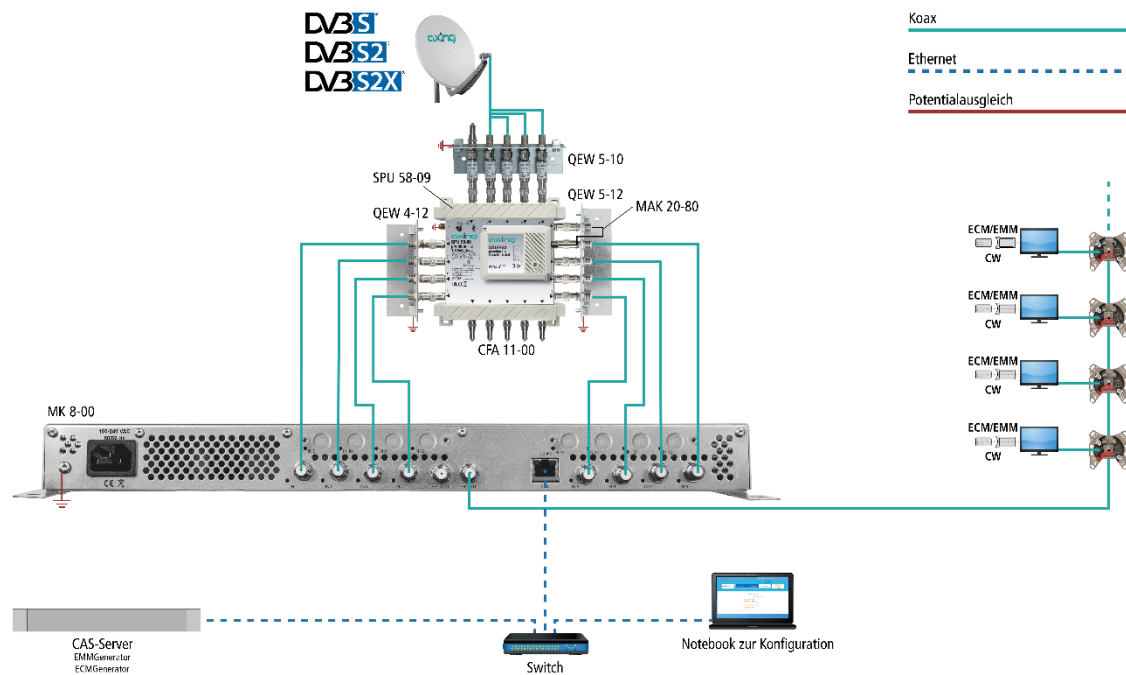 DVB S
DVB S2
DVB S2X
axing
Koax
Ethernet
Potentialausgleich
QEW 5-10
SPU 58-09
QEW 5-12
QEW 4-12
MAK 20-80
axing
CFA 11-00
ECM/EMM
CW
ECM/EMM
CW
ECM/EMM
CW
ECM/EMM
CW
MK 8-00
CAS-Server
EMMGenerator
ECMGenerator
Switch
Notebook zur Konfiguration